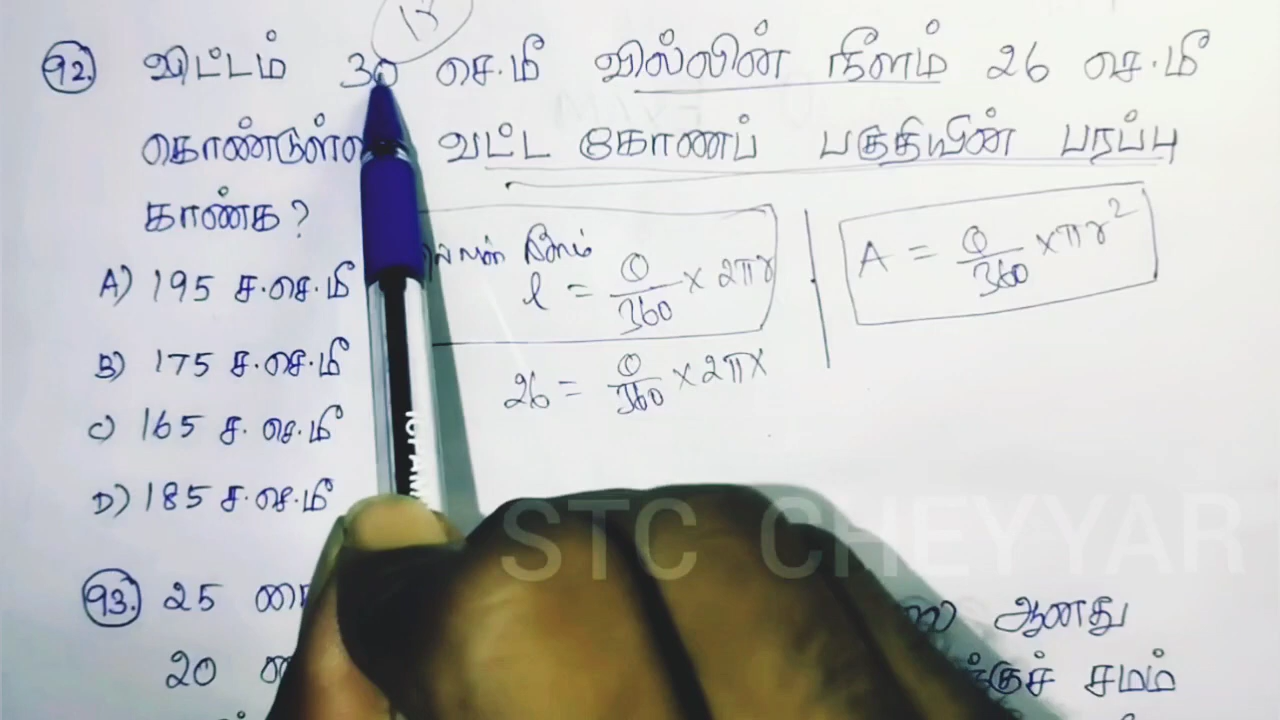 92. விட்டம் 30 செ.மீ வில்லின் நீளம் 26 செ.மீ
கொண்டுள்ள வட்ட கோணப் பகுதியின் பரப்பு
காண்க?
A) 195 ச.செ.மீ
B) 175 ச.செ.மீ
C) 165 ச.செ.மீ
D) 185 ச.செ.மீ
நீளம்
l = θ/360 × 2πr
26 = θ/360 × 2π×
A = θ/360 × πr²
STC CHEYYAR
93. 25 ஆனது
20 சமம்